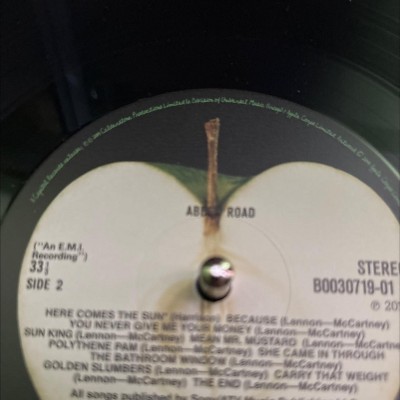 ABBEY ROAD
("An E.M.I.
Recording")
33⅓
SIDE 2
STEREO
B0030719-01
HERE COMES THE SUN* (Harrison) BECAUSE (Lennon—McCartney)
YOU NEVER GIVE ME YOUR MONEY (Lennon—McCartney)
SUN KING (Lennon—McCartney) MEAN MR. MUSTARD (Lennon—McCartney)
POLYTHENE PAM (Lennon—McCartney) SHE CAME IN THROUGH
THE BATHROOM WINDOW (Lennon—McCartney)
GOLDEN SLUMBERS (Lennon—McCartney) CARRY THAT WEIGHT
(Lennon—McCartney) THE END (Lennon—McCartney)
All songs published by